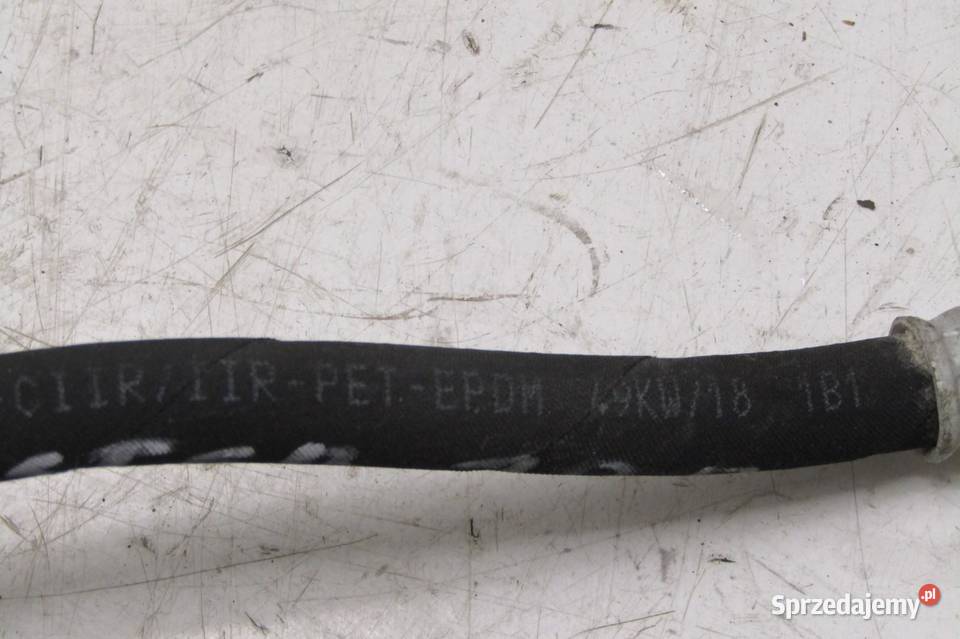 CIIR/IIR-PET-EPDM 49KW/18 1B1
Sprzedajemy.pl